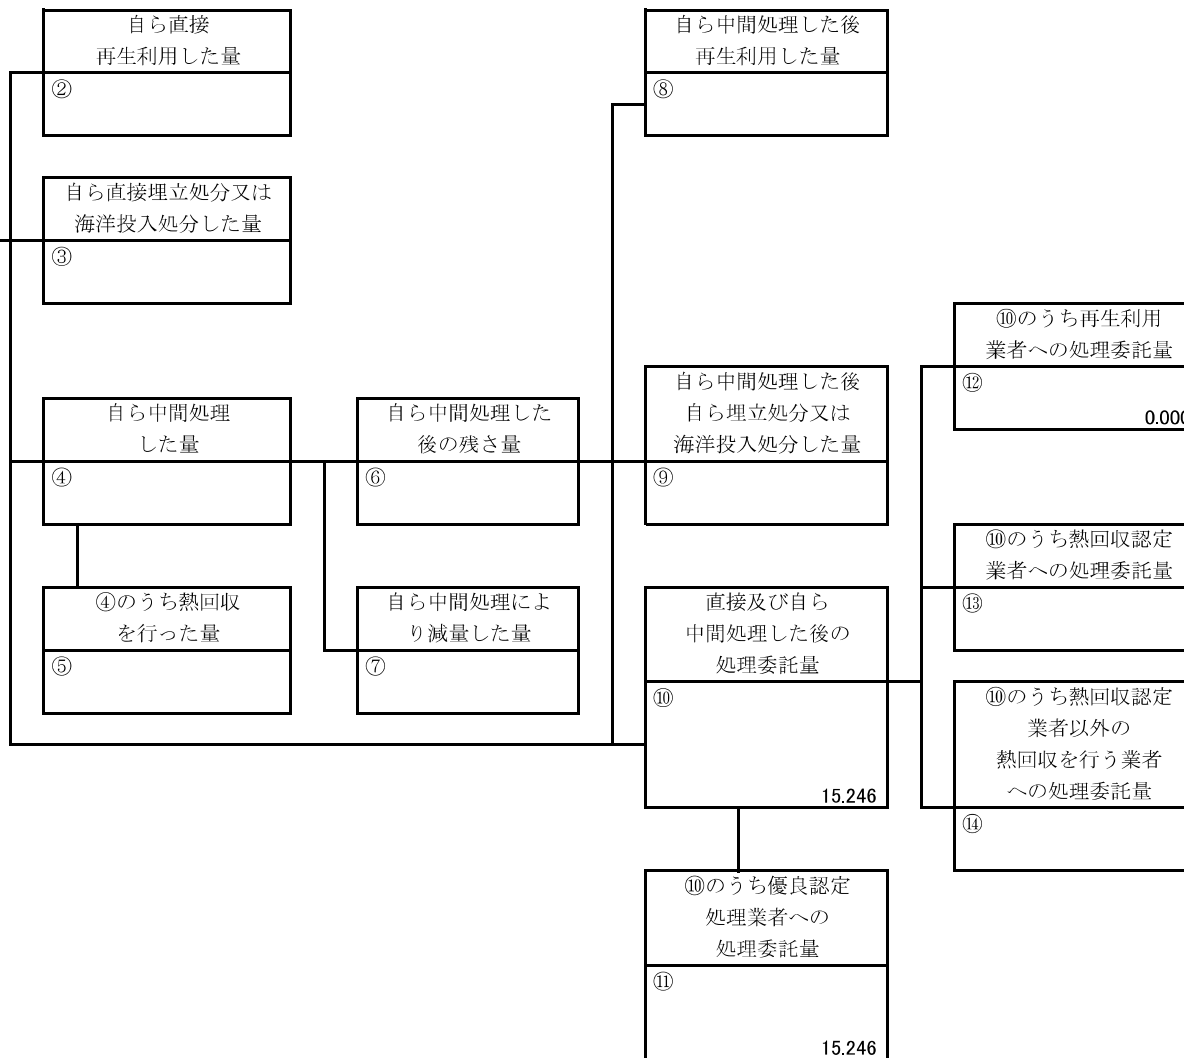 自ら直接
再生利用した量
②
自ら中間処理した後
再生利用した量
⑧
自ら直接埋立処分又は
海洋投入処分した量
③
⑩のうち再生利用
業者への処理委託量
⑫
0.000
自ら中間処理
した量
④
自ら中間処理した
後の残さ量
⑥
自ら中間処理した後
自ら埋立処分又は
海洋投入処分した量
⑨
⑩のうち熱回収認定
業者への処理委託量
⑬
④のうち熱回収
を行った量
⑤
自ら中間処理によ
り減量した量
⑦
直接及び自ら
中間処理した後の
処理委託量
⑩
15.246
⑩のうち熱回収認定
業者以外の
熱回収を行う業者
への処理委託量
⑭
⑩のうち優良認定
処理業者への
処理委託量
⑪
15.246